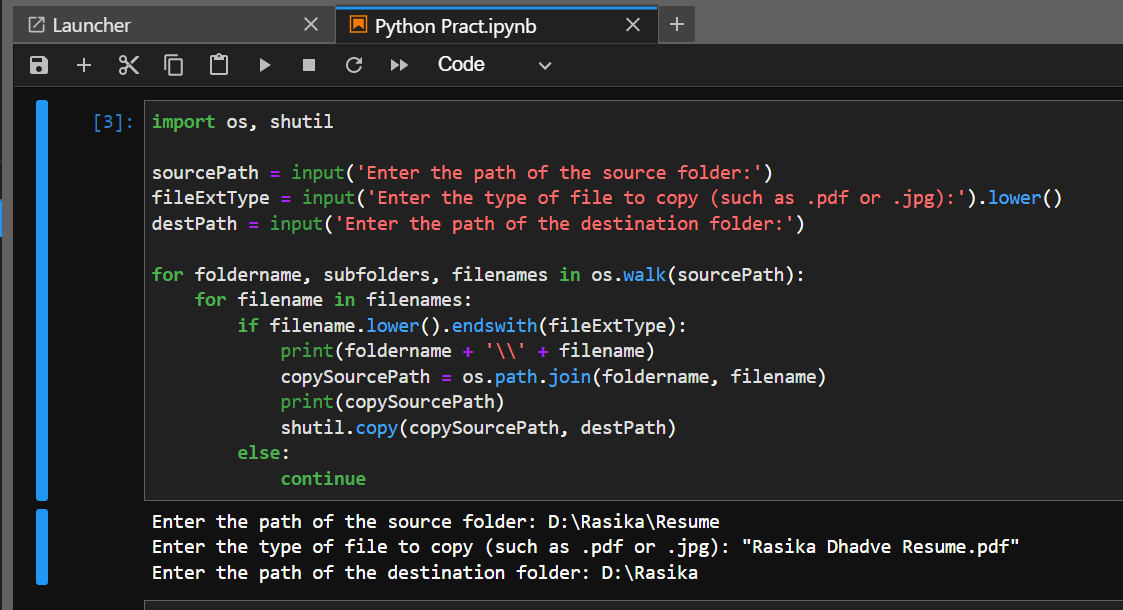 Launcher
Python Pract.ipynb
Code
[3]:
import os, shutil
sourcePath = input('Enter the path of the source folder:')
fileExtType = input('Enter the type of file to copy (such as .pdf or .jpg):').lower()
destPath = input('Enter the path of the destination folder:')
for foldername, subfolders, filenames in os.walk(sourcePath):
    for filename in filenames:
        if filename.lower().endswith(fileExtType):
            print(foldername + '\\' + filename)
            copySourcePath = os.path.join(foldername, filename)
            print(copySourcePath)
            shutil.copy(copySourcePath, destPath)
        else:
            continue
Enter the path of the source folder: D:\Rasika\Resume
Enter the type of file to copy (such as .pdf or .jpg): "Rasika Dhadve Resume.pdf"
Enter the path of the destination folder: D:\Rasika